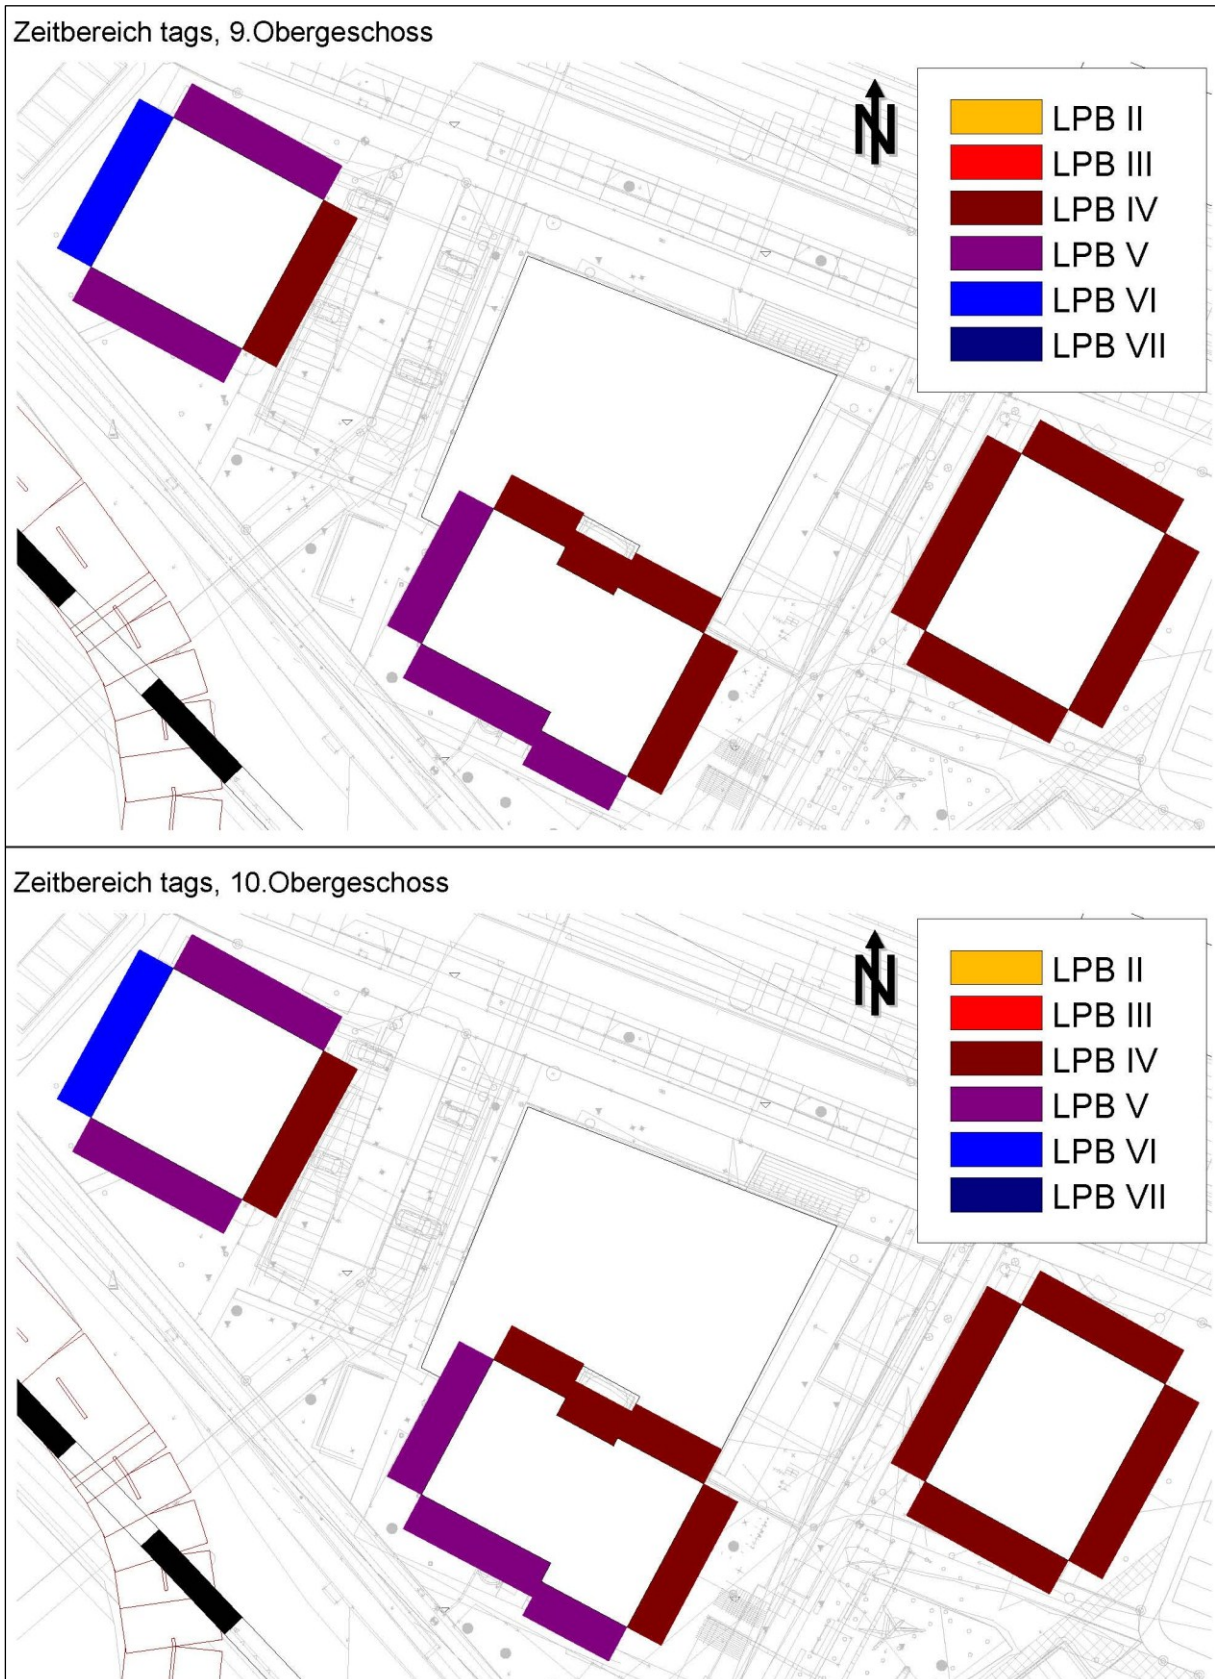 Zeitbereich tags, 9.Obergeschoss
N
LPB II
LPB III
LPB IV
LPB V
LPB VI
LPB VII
Zeitbereich tags, 10.Obergeschoss
N
LPB II
LPB III
LPB IV
LPB V
LPB VI
LPB VII